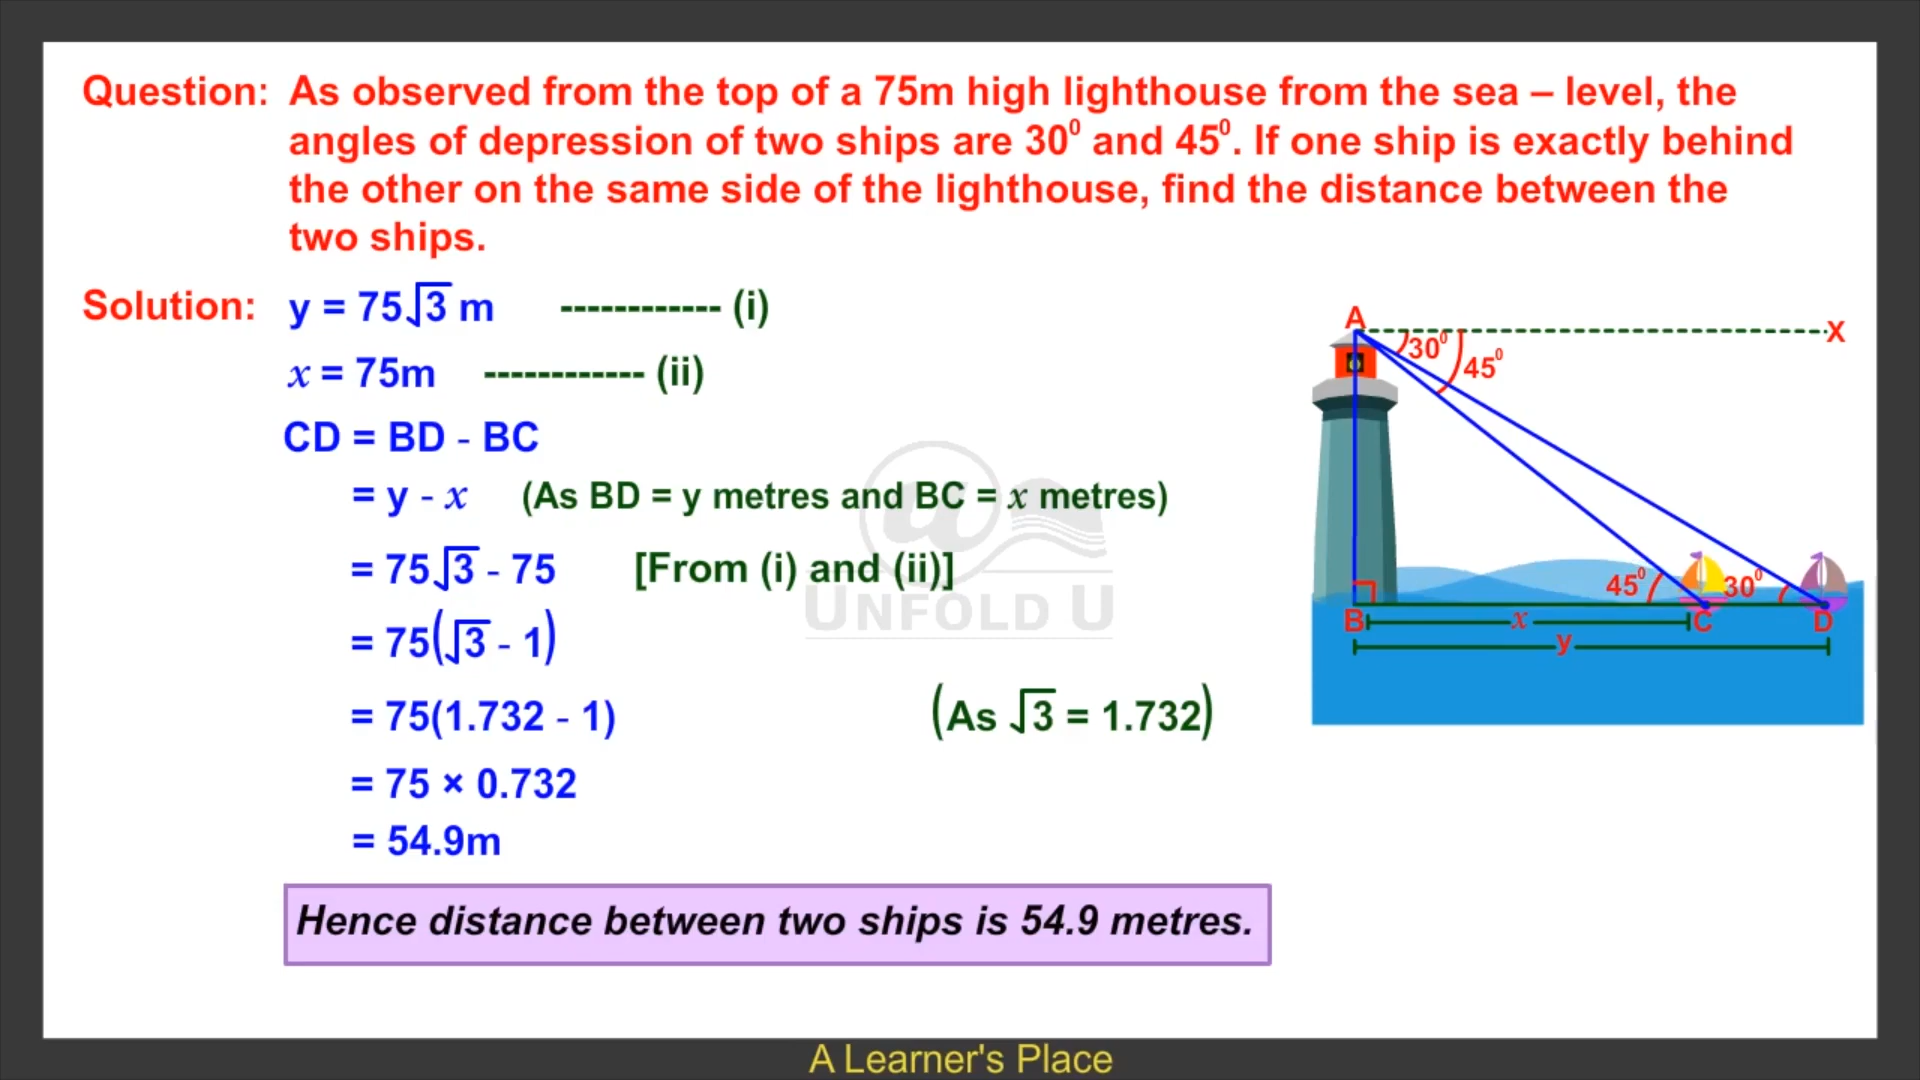 Question: As observed from the top of a 75m high lighthouse from the sea – level, the
angles of depression of two ships are 30⁰ and 45⁰. If one ship is exactly behind
the other on the same side of the lighthouse, find the distance between the
two ships.
Solution: y = 75√3 m ------------ (i)
x = 75m ------------ (ii)
CD = BD - BC
= y - x (As BD = y metres and BC = x metres)
= 75√3 - 75 [From (i) and (ii)]
= 75(√3 - 1)
= 75(1.732 - 1) (As √3 = 1.732)
= 75 × 0.732
= 54.9m
Hence distance between two ships is 54.9 metres.
A
X
30⁰
45⁰
45⁰
30⁰
B
x
C
D
y
@
UNFOLD U
A Learner's Place